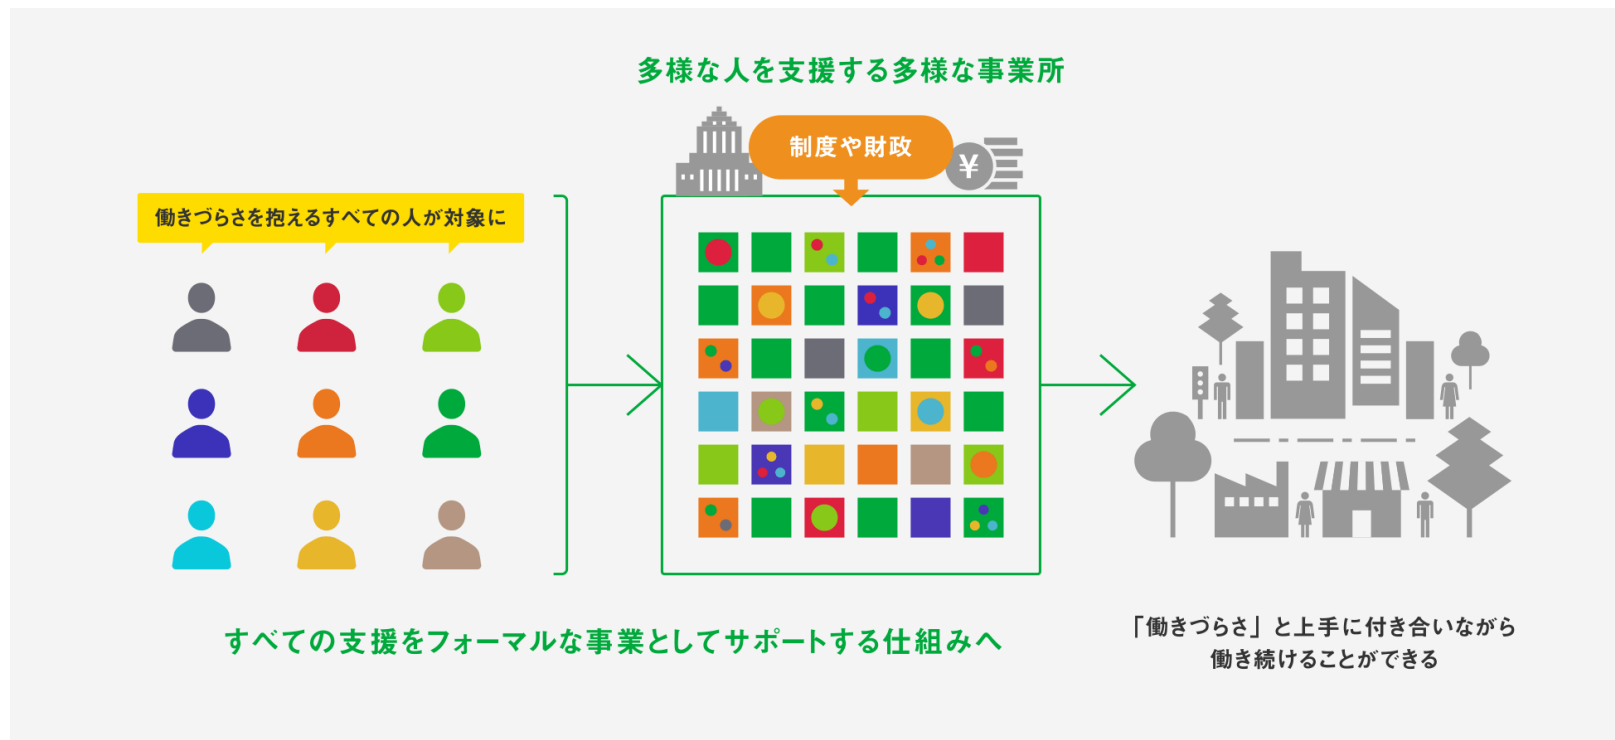 多様な人を支援する多様な事業所
制度や財政
¥
働きづらさを抱えるすべての人が対象に
すべての支援をフォーマルな事業としてサポートする仕組みへ
「働きづらさ」と上手に付き合いながら
働き続けることができる